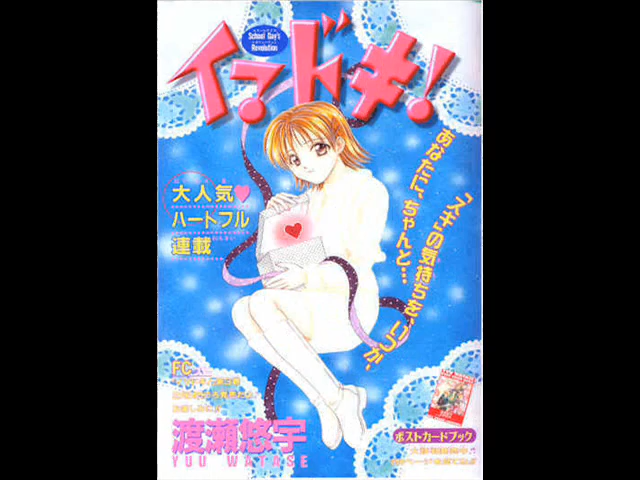 School Day's
Revolution
イマドキ!
大人気♥
ハートフル
連載
「スキ」の気持ちを、いつか、
あなたに、ちゃんと…
FC
渡瀬悠宇
YUU WATASE
ポストカードブック